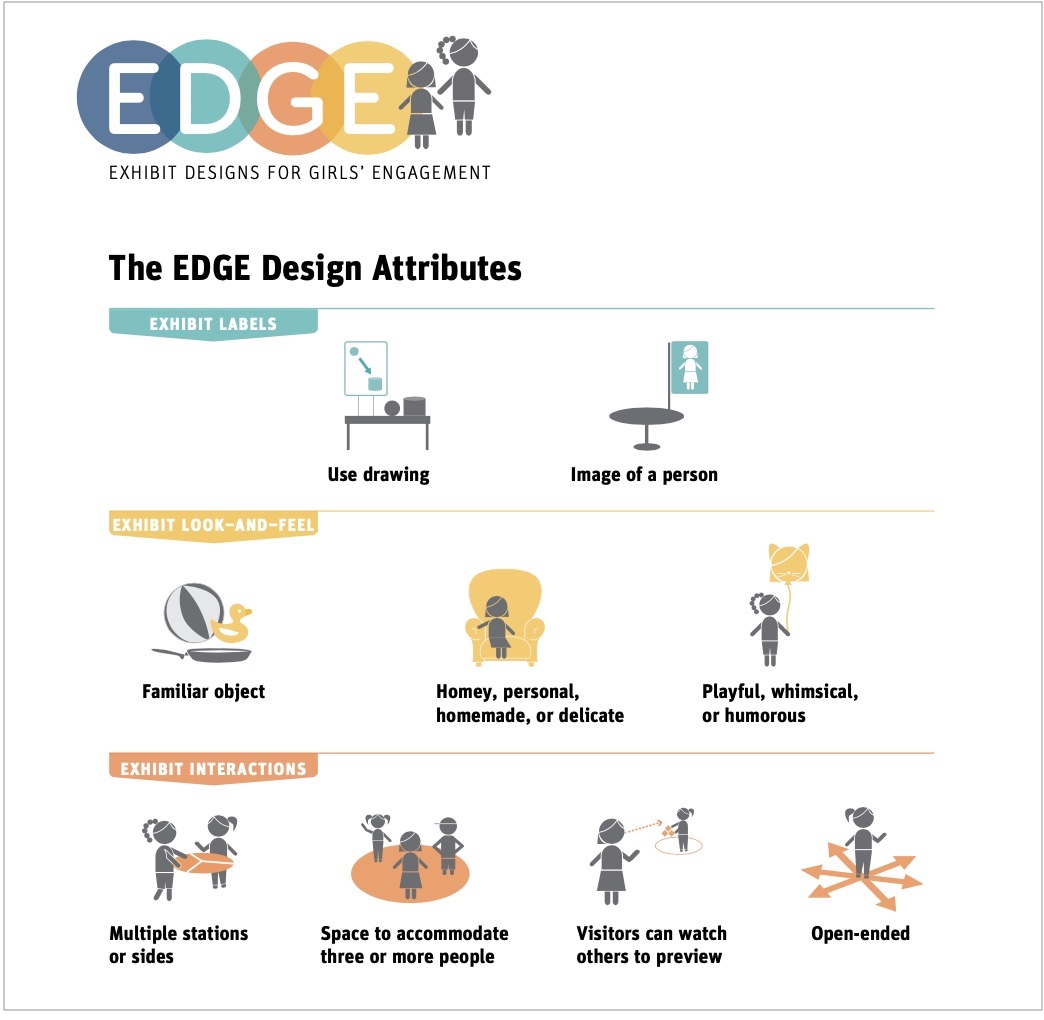 EDGE
EXHIBIT DESIGNS FOR GIRLS' ENGAGEMENT
The EDGE Design Attributes
EXHIBIT LABELS
Use drawing
Image of a person
EXHIBIT LOOK-AND-FEEL
Familiar object
Homey, personal,
homemade, or delicate
Playful, whimsical,
or humorous
EXHIBIT INTERACTIONS
Multiple stations
or sides
Space to accommodate
three or more people
Visitors can watch
others to preview
Open-ended